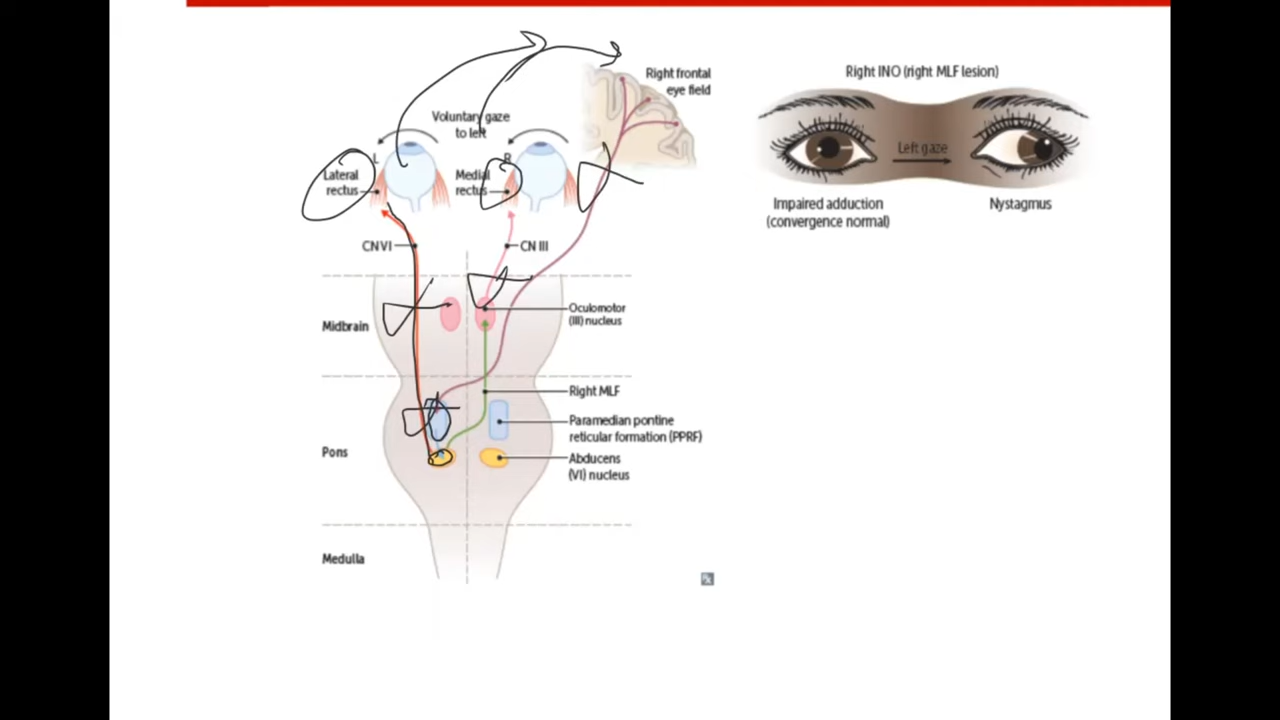 Right frontal
eye field
Voluntary gaze
to left
L
R
Lateral
rectus
Medial
rectus
CN VI
CN III
Oculomotor
(III) nucleus
Midbrain
Right MLF
Paramedian pontine
reticular formation (PPRF)
Pons
Abducens
(VI) nucleus
Medulla
Right INO (right MLF lesion)
Left gaze
Impaired adduction
(convergence normal)
Nystagmus